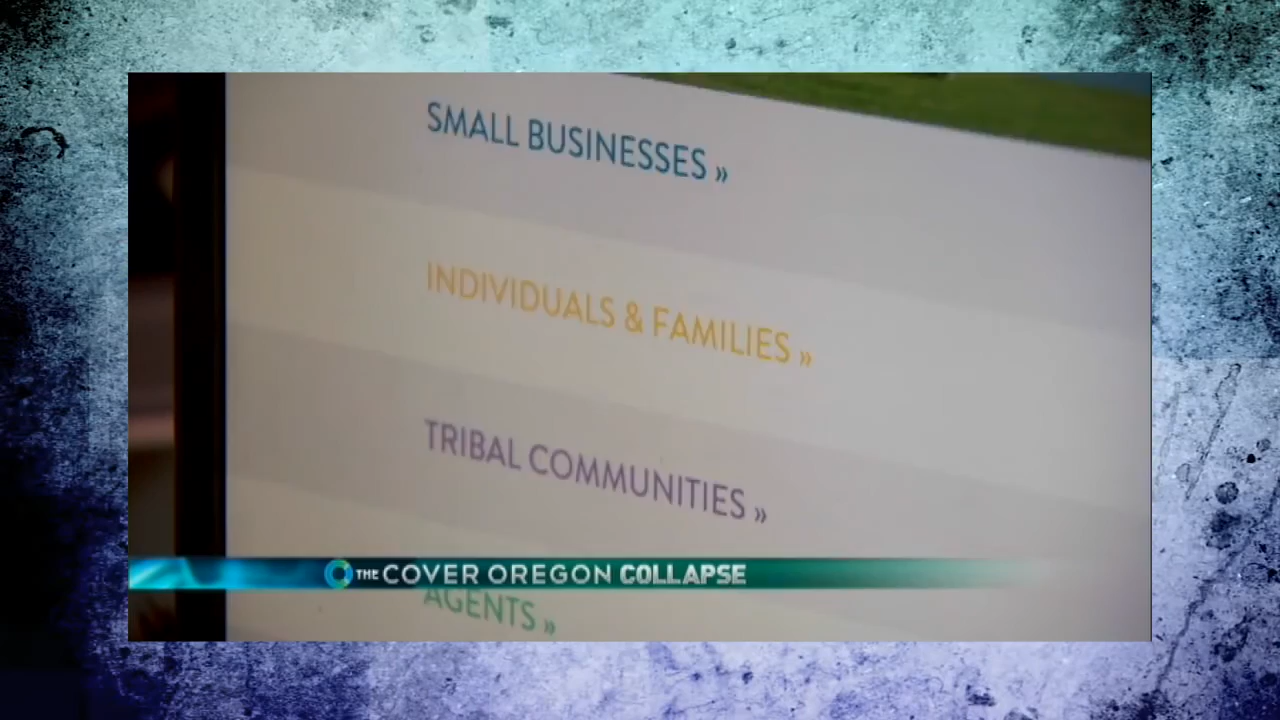 SMALL BUSINESSES »
INDIVIDUALS & FAMILIES »
TRIBAL COMMUNITIES »
THE COVER OREGON COLLAPSE
AGENTS »